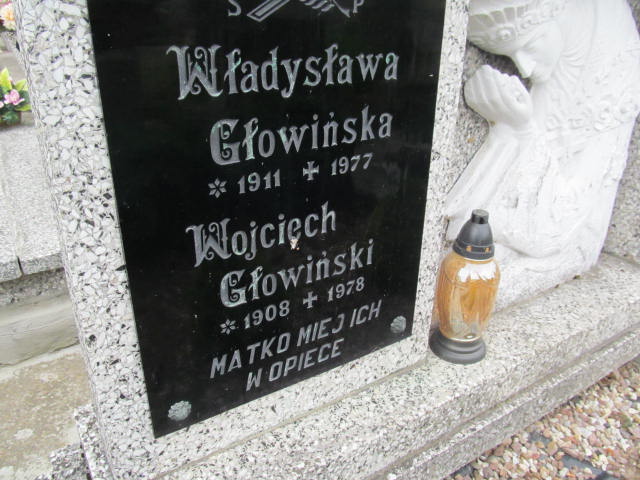 S P
Władysława
Głowińska
* 1911 + 1977
Wojciech
Głowiński
* 1908 + 1978
MATKO MIEJ ICH
W OPIECE